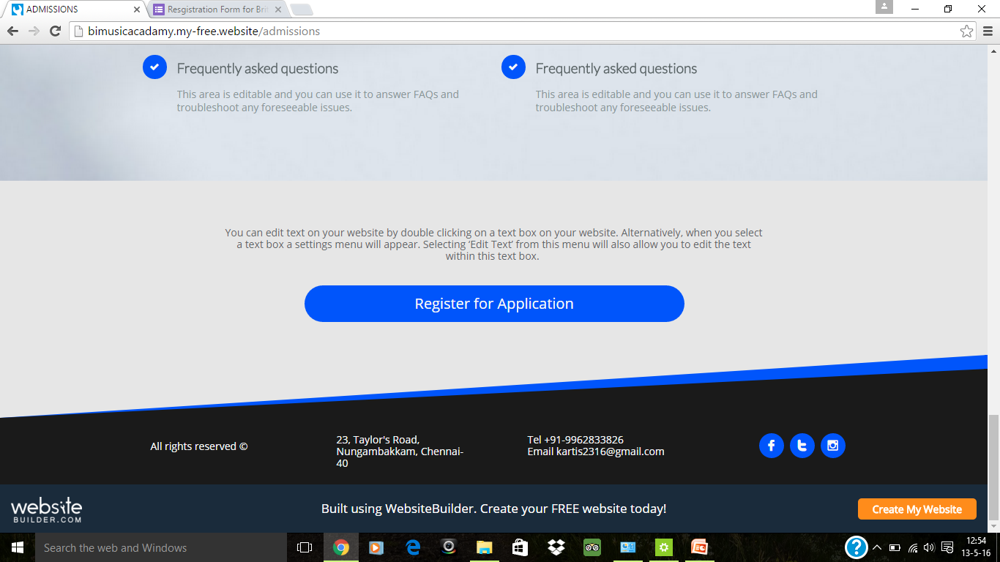 ADMISSIONS
Resgistration Form for Brit
bimusicacadamy.my-free.website/admissions
Frequently asked questions
This area is editable and you can use it to answer FAQs and
troubleshoot any foreseeable issues.
Frequently asked questions
This area is editable and you can use it to answer FAQs and
troubleshoot any foreseeable issues.
You can edit text on your website by double clicking on a text box on your website. Alternatively, when you select
a text box a settings menu will appear. Selecting ‘Edit Text’ from this menu will also allow you to edit the text
within this text box.
Register for Application
All rights reserved ©
23, Taylor's Road,
Nungambakkam, Chennai-
40
Tel +91-9962833826
Email kartis2316@gmail.com
website
BUILDER.COM
Built using WebsiteBuilder. Create your FREE website today!
Create My Website
Search the web and Windows
12:54
13-5-16